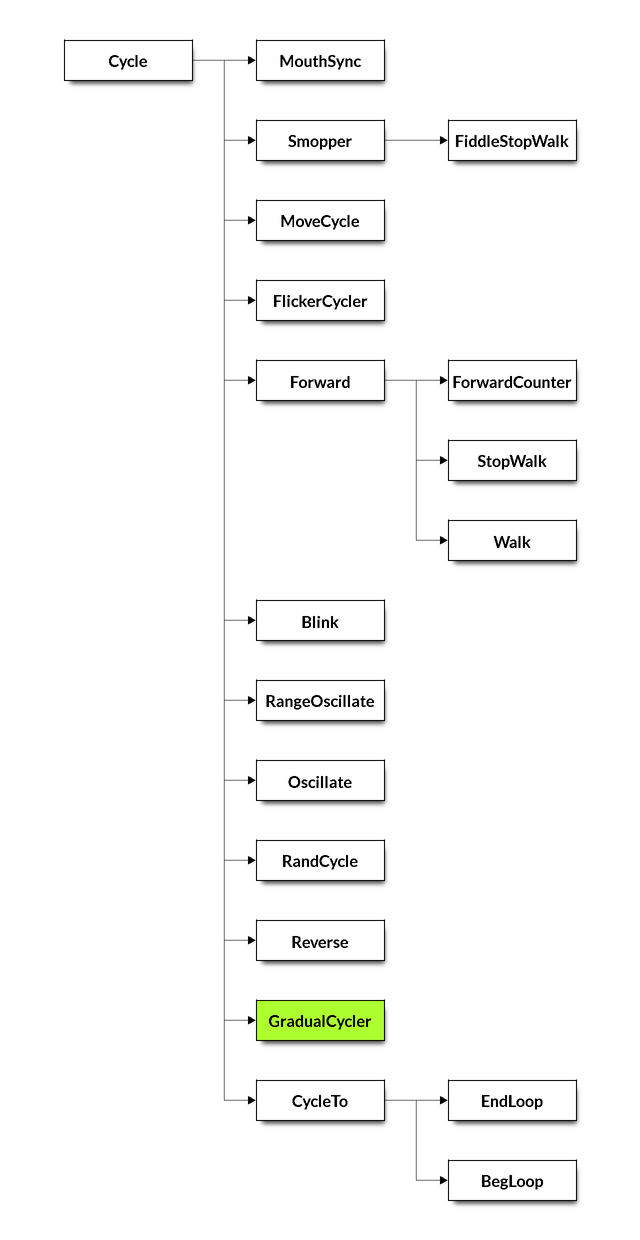 Cycle
MouthSync
Smopper
FiddleStopWalk
MoveCycle
FlickerCycler
Forward
ForwardCounter
StopWalk
Walk
Blink
RangeOscillate
Oscillate
RandCycle
Reverse
GradualCycler
CycleTo
EndLoop
BegLoop